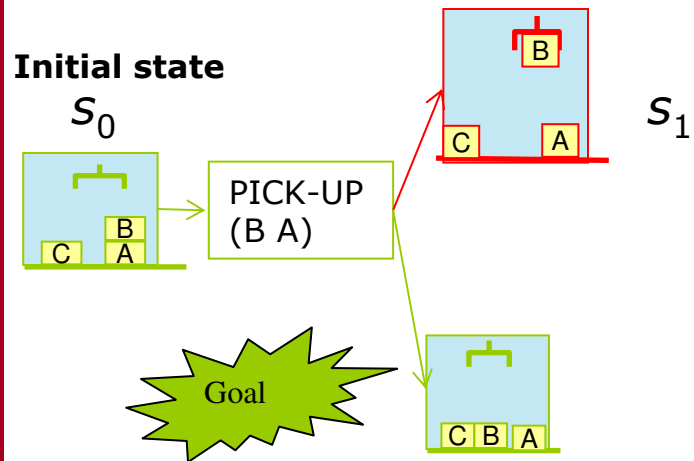 Initial state
s0
B
C A
s1
B
C A
PICK-UP
(B A)
Goal
C B A